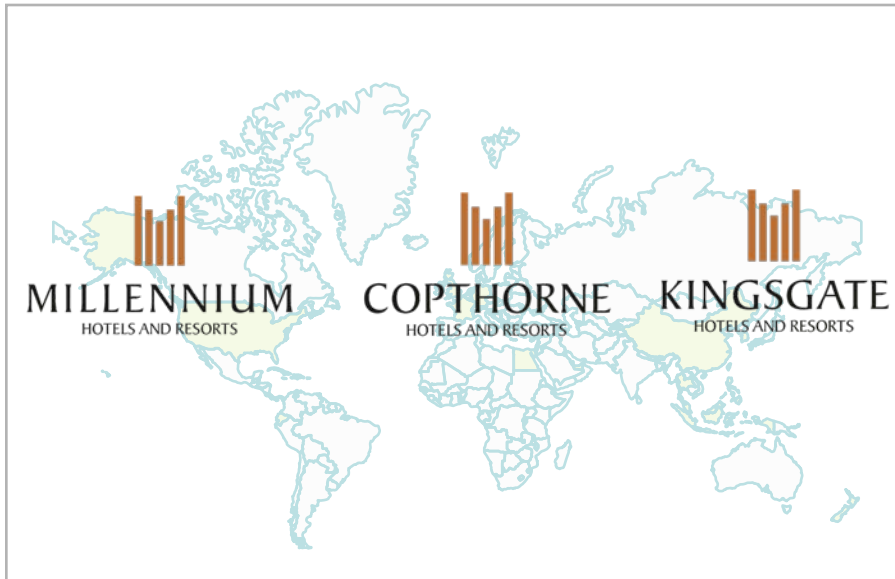 MILLENNIUM
HOTELS AND RESORTS
COPTHORNE
HOTELS AND RESORTS
KINGSGATE
HOTELS AND RESORTS